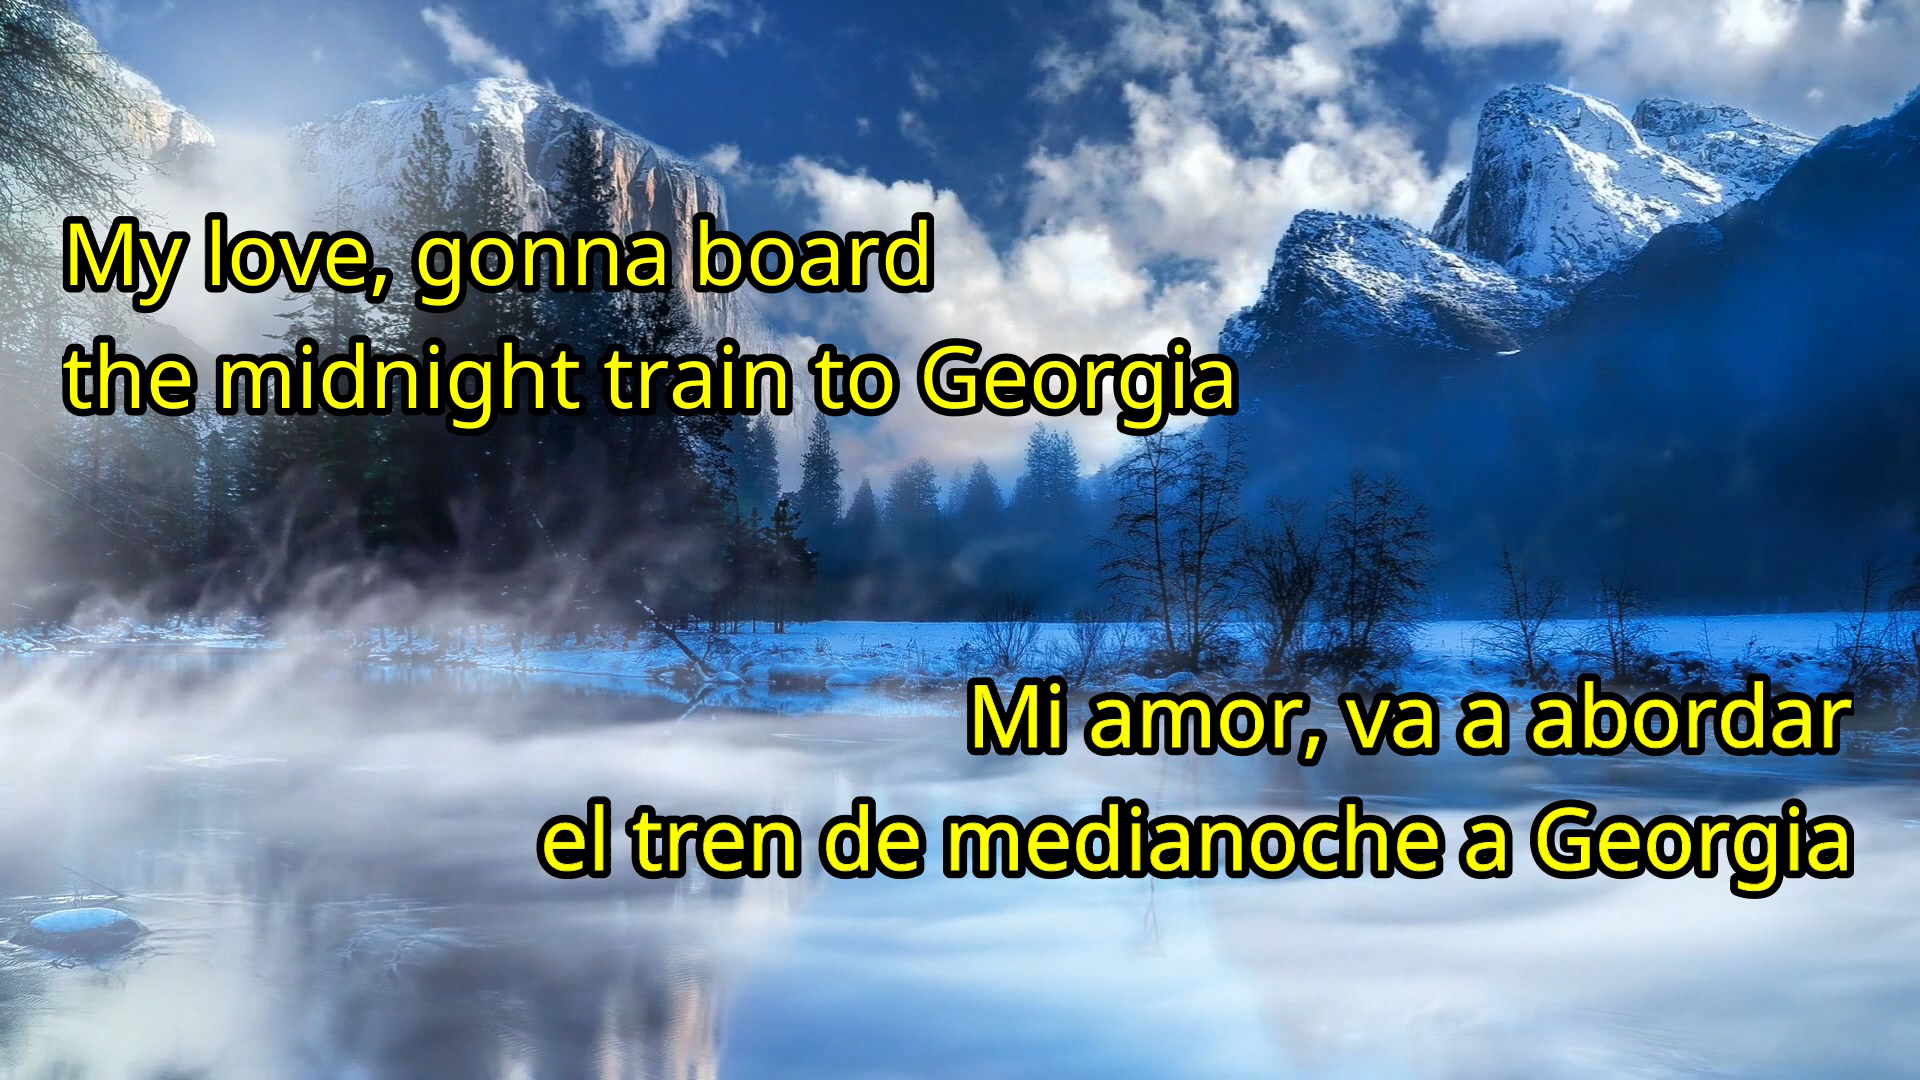 My love, gonna board
the midnight train to Georgia
Mi amor, va a abordar
el tren de medianoche a Georgia